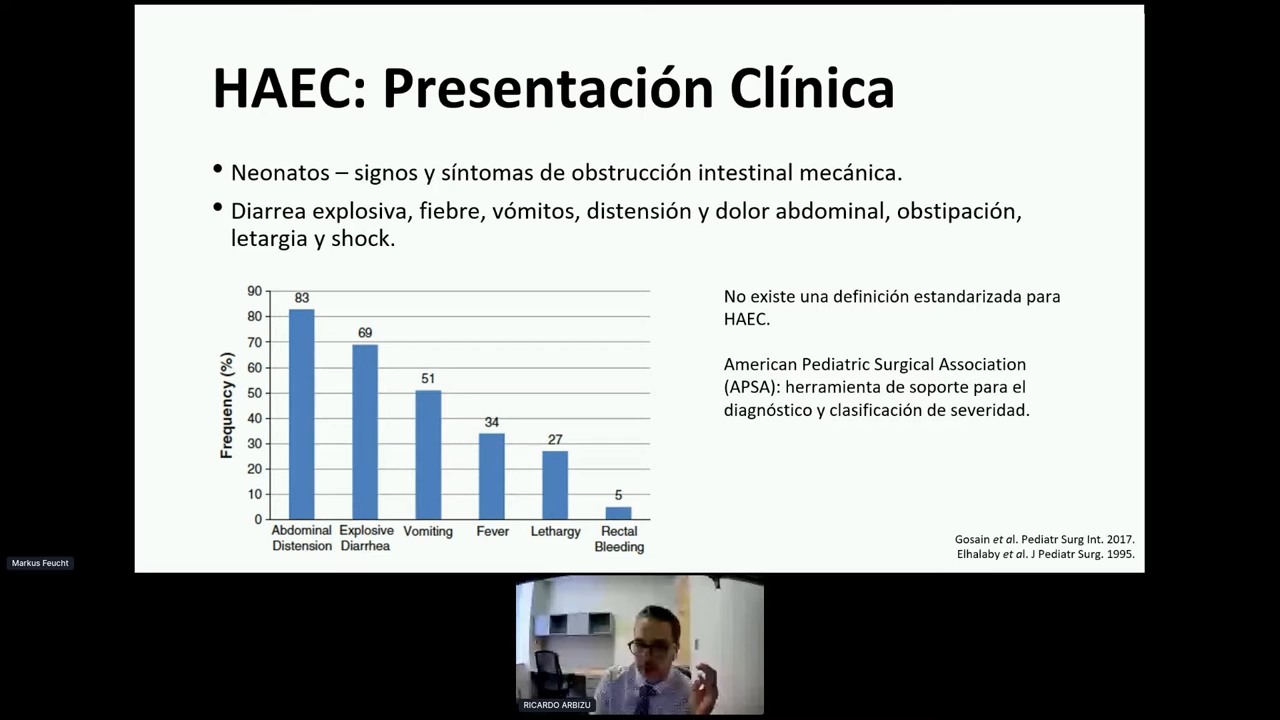 HAEC: Presentación Clínica
• Neonatos – signos y síntomas de obstrucción intestinal mecánica.
• Diarrea explosiva, fiebre, vómitos, distensión y dolor abdominal, obstipación,
letargia y shock.
Frequency (%)
90
80
70
60
50
40
30
20
10
0
83
69
51
34
27
5
Abdominal
Distension
Explosive
Diarrhea
Vomiting
Fever
Lethargy
Rectal
Bleeding
No existe una definición estandarizada para
HAEC.
American Pediatric Surgical Association
(APSA): herramienta de soporte para el
diagnóstico y clasificación de severidad.
Gosain et al. Pediatr Surg Int. 2017.
Elhalaby et al. J Pediatr Surg. 1995.
Markus Feucht
RICARDO ARBIZU